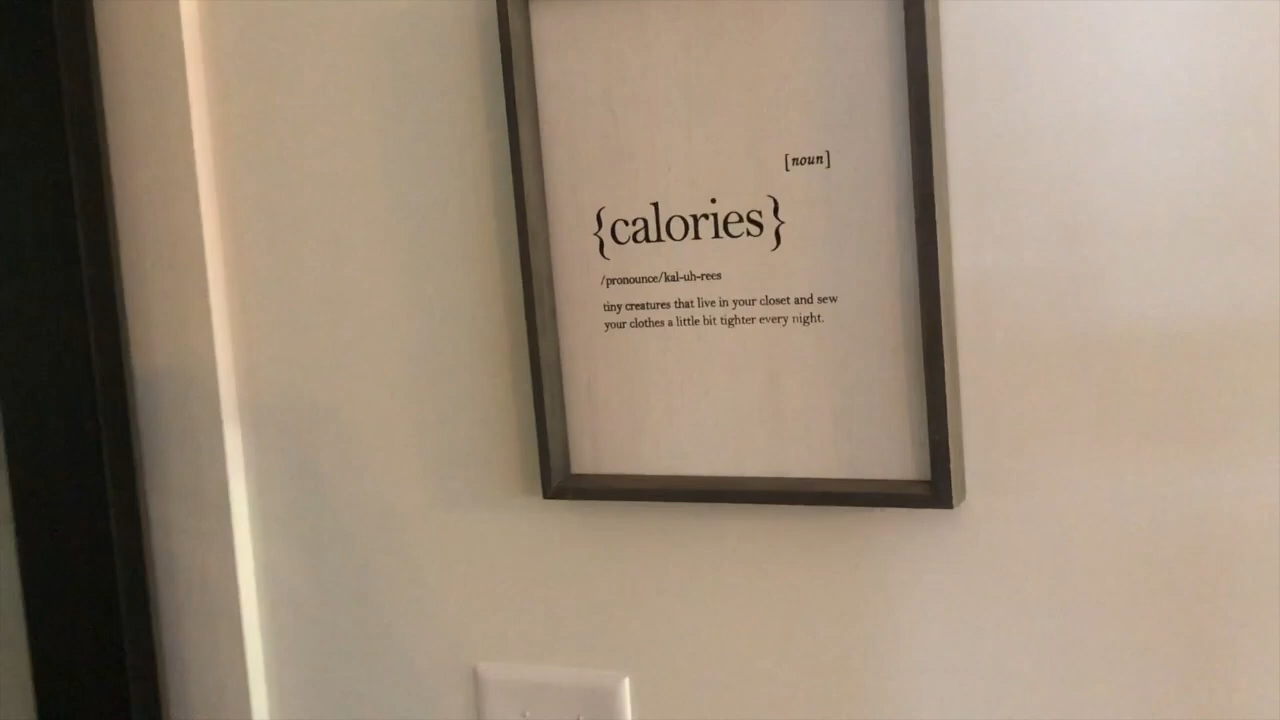 [noun]
{calories}
/pronounce/kal-uh-rees
tiny creatures that live in your closet and sew
your clothes a little bit tighter every night.